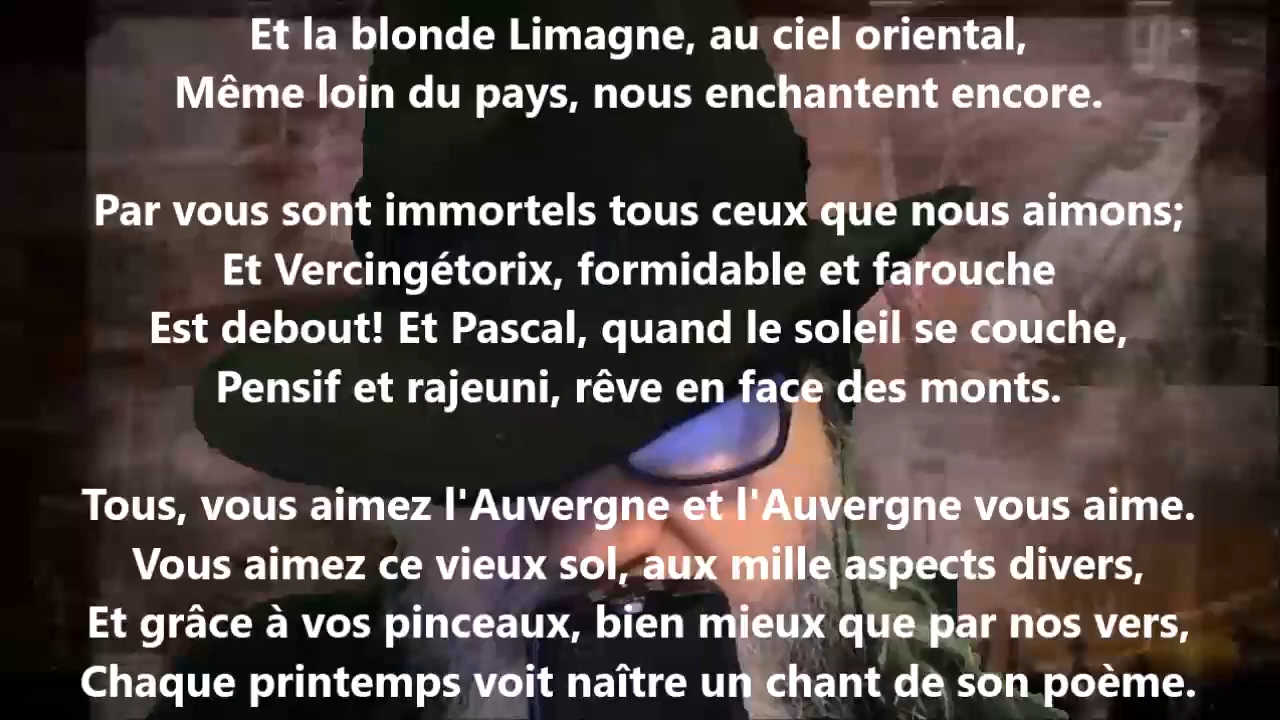 Et la blonde Limagne, au ciel oriental,
Même loin du pays, nous enchantent encore.
Par vous sont immortels tous ceux que nous aimons;
Et Vercingétorix, formidable et farouche
Est debout! Et Pascal, quand le soleil se couche,
Pensif et rajeuni, rêve en face des monts.
Tous, vous aimez l'Auvergne et l'Auvergne vous aime.
Vous aimez ce vieux sol, aux mille aspects divers,
Et grâce à vos pinceaux, bien mieux que par nos vers,
Chaque printemps voit naître un chant de son poème.